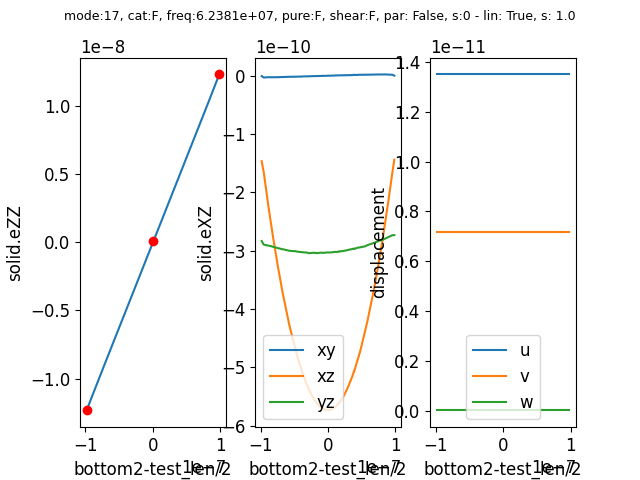 mode:17, cat:F, freq:6.2381e+07, pure:F, shear:F, par: False, s:0 - lin: True, s: 1.0
1e−8
1.0
0.5
0.0
−0.5
−1.0
solid.eZZ
−1
0
1
1e−7
bottom2-test_len/2
1e−10
0
−1
−2
−3
−4
−5
−6
solid.eXZ
xy
xz
yz
−1
0
1
1e−7
bottom2-test_len/2
1e−11
1.4
1.2
1.0
0.8
0.6
0.4
0.2
0.0
displacement
u
v
w
−1
0
1
1e−7
bottom2-test_len/2